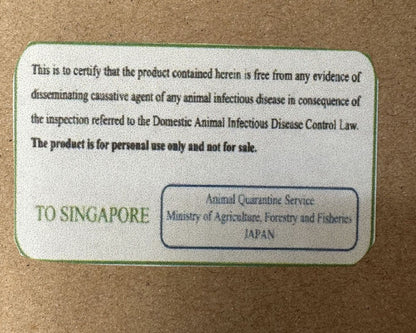 This is to certify that the product contained herein is free from any evidence of
disseminating causative agent of any animal infectious disease in consequence of
the inspection referred to the Domestic Animal Infectious Disease Control Law.
The product is for personal use only and not for sale.
TO SINGAPORE
Animal Quarantine Service
Ministry of Agriculture, Forestry and Fisheries
JAPAN